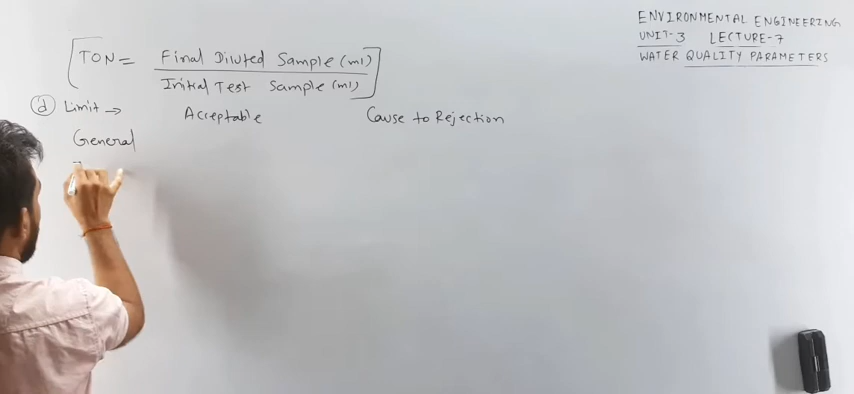 ENVIRONMENTAL ENGINEERING
UNIT-3 LECTURE-7
WATER QUALITY PARAMETERS
TON = Final Diluted Sample (ml)
Initial Test Sample (ml)
(d) Limit → Acceptable Cause to Rejection
General